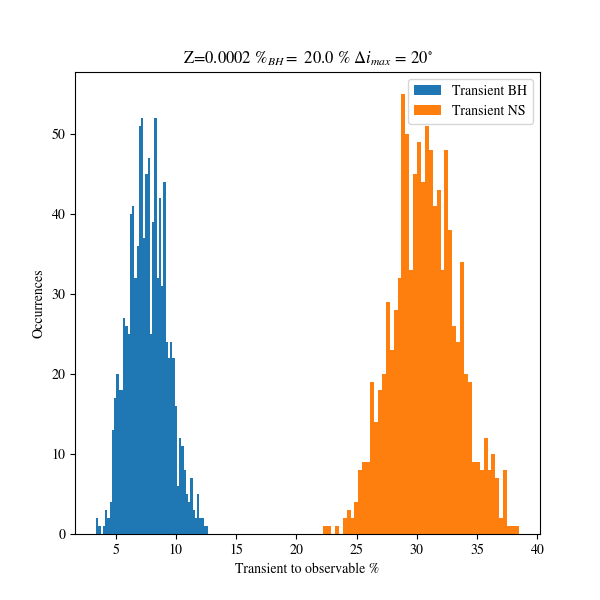 Z=0.0002 %BH = 20.0 % Δimax = 20°
Transient BH
Transient NS
50
40
30
20
10
0
Occurrences
5 10 15 20 25 30 35 40
Transient to observable %